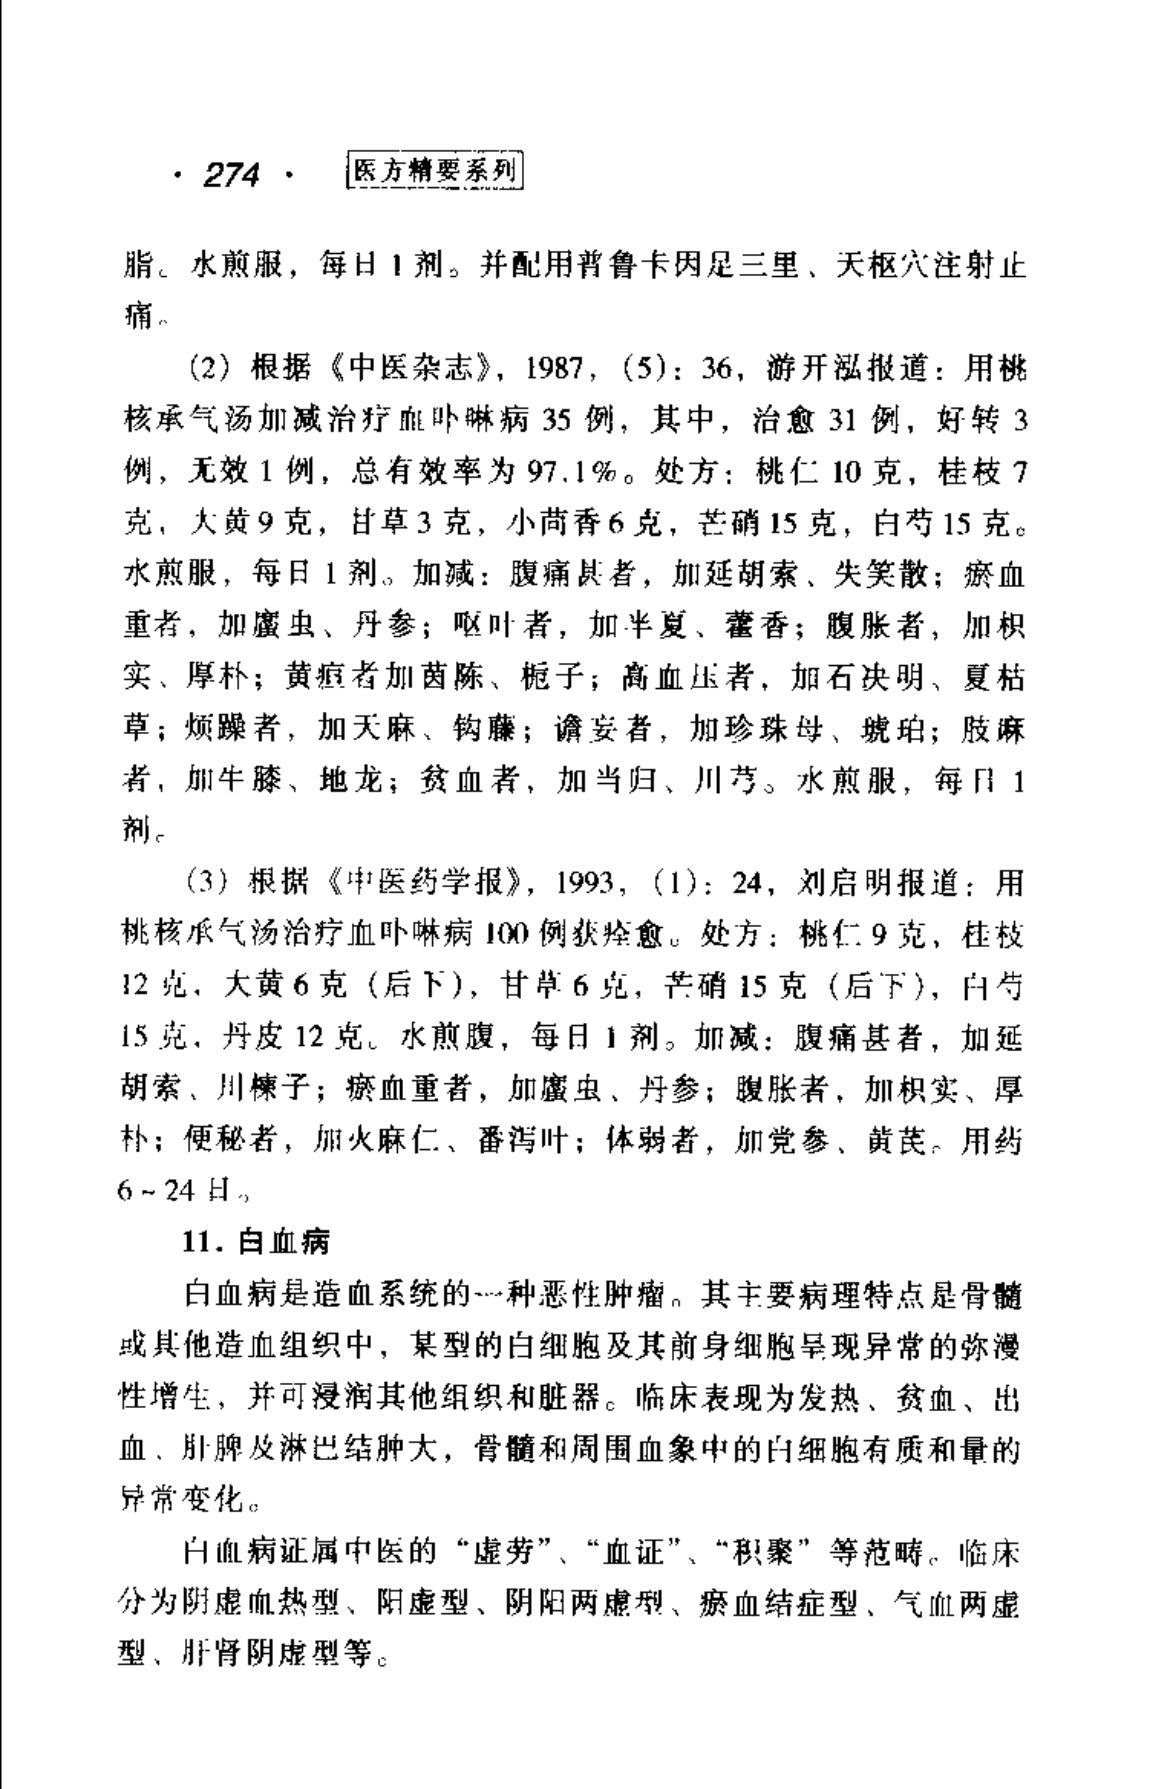 · 274 · 医方精要系列
脂。水煎服，每日1剂。并配用普鲁卡因足三里、天枢穴注射止
痛。
(2) 根据《中医杂志》，1987，(5)：36，游开泓报道：用桃
核承气汤加减治疗血卟啉病 35 例，其中，治愈 31 例，好转 3
例，无效 1 例，总有效率为 97.1%。处方：桃仁 10 克，桂枝 7
克，大黄 9 克，甘草 3 克，小茴香 6 克，芒硝 15 克，白芍 15 克。
水煎服，每日 1 剂。加减：腹痛甚者，加延胡索、失笑散；瘀血
重者，加䗪虫、丹参；呕吐者，加半夏、藿香；腹胀者，加枳
实、厚朴；黄疸者加茵陈、栀子；高血压者，加石决明、夏枯
草；烦躁者，加天麻、钩藤；谵妄者，加珍珠母、琥珀；肢麻
者，加牛膝、地龙；贫血者，加当归、川芎。水煎服，每日 1
剂。
(3) 根据《中医药学报》，1993，(1)：24，刘启明报道：用
桃核承气汤治疗血卟啉病 100 例获痊愈。处方：桃仁 9 克，桂枝
12 克，大黄 6 克（后下），甘草 6 克，芒硝 15 克（后下），白芍
15 克，丹皮 12 克。水煎腹，每日 1 剂。加减：腹痛甚者，加延
胡索、川楝子；瘀血重者，加䗪虫、丹参；腹胀者，加枳实、厚
朴；便秘者，加火麻仁、番泻叶；体弱者，加党参、黄芪。用药
6～24 日。
11. 白血病
白血病是造血系统的一种恶性肿瘤。其主要病理特点是骨髓
或其他造血组织中，某型的白细胞及其前身细胞呈现异常的弥漫
性增生，并可浸润其他组织和脏器。临床表现为发热、贫血、出
血、肝脾及淋巴结肿大，骨髓和周围血象中的白细胞有质和量的
异常变化。
白血病证属中医的“虚劳”、“血证”、“积聚”等范畴。临床
分为阴虚血热型、阳虚型、阴阳两虚型、瘀血结症型、气血两虚
型、肝肾阴虚型等。